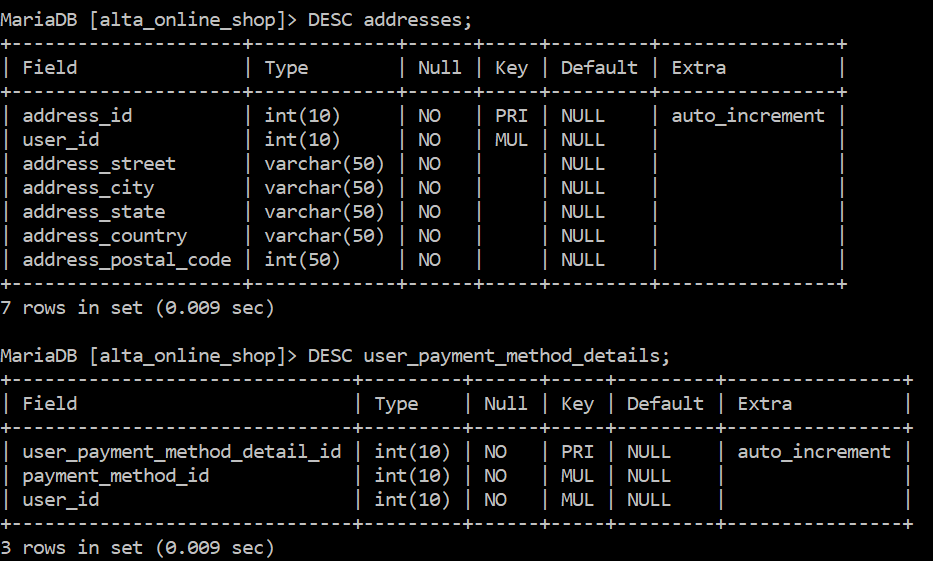 MariaDB [alta_online_shop]> DESC addresses;
+---------------------+-------------+------+-----+---------+----------------+
| Field               | Type        | Null | Key | Default | Extra          |
+---------------------+-------------+------+-----+---------+----------------+
| address_id          | int(10)     | NO   | PRI | NULL    | auto_increment |
| user_id             | int(10)     | NO   | MUL | NULL    |                |
| address_street      | varchar(50) | NO   |     | NULL    |                |
| address_city        | varchar(50) | NO   |     | NULL    |                |
| address_state       | varchar(50) | NO   |     | NULL    |                |
| address_country     | varchar(50) | NO   |     | NULL    |                |
| address_postal_code | int(50)     | NO   |     | NULL    |                |
+---------------------+-------------+------+-----+---------+----------------+
7 rows in set (0.009 sec)

MariaDB [alta_online_shop]> DESC user_payment_method_details;
+-------------------------------+---------+------+-----+---------+----------------+
| Field                         | Type    | Null | Key | Default | Extra          |
+-------------------------------+---------+------+-----+---------+----------------+
| user_payment_method_detail_id | int(10) | NO   | PRI | NULL    | auto_increment |
| payment_method_id             | int(10) | NO   | MUL | NULL    |                |
| user_id                       | int(10) | NO   | MUL | NULL    |                |
+-------------------------------+---------+------+-----+---------+----------------+
3 rows in set (0.009 sec)